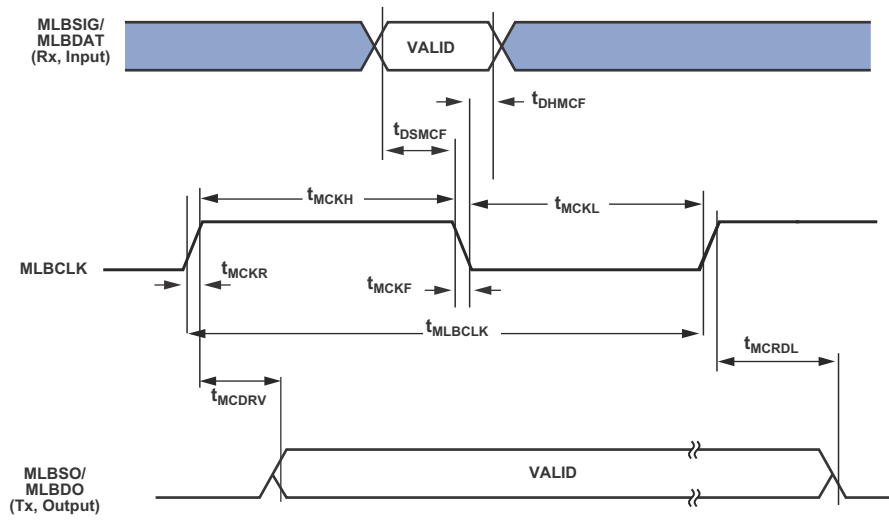 MLBSIG/
MLBDAT
(Rx, Input)
VALID
tDHMCF
tDSMCF
tMCKH
tMCKL
MLBCLK
tMCKR
tMCKF
tMLBCLK
tMCRDL
tMCDRV
MLBSO/
MLBDO
(Tx, Output)
VALID